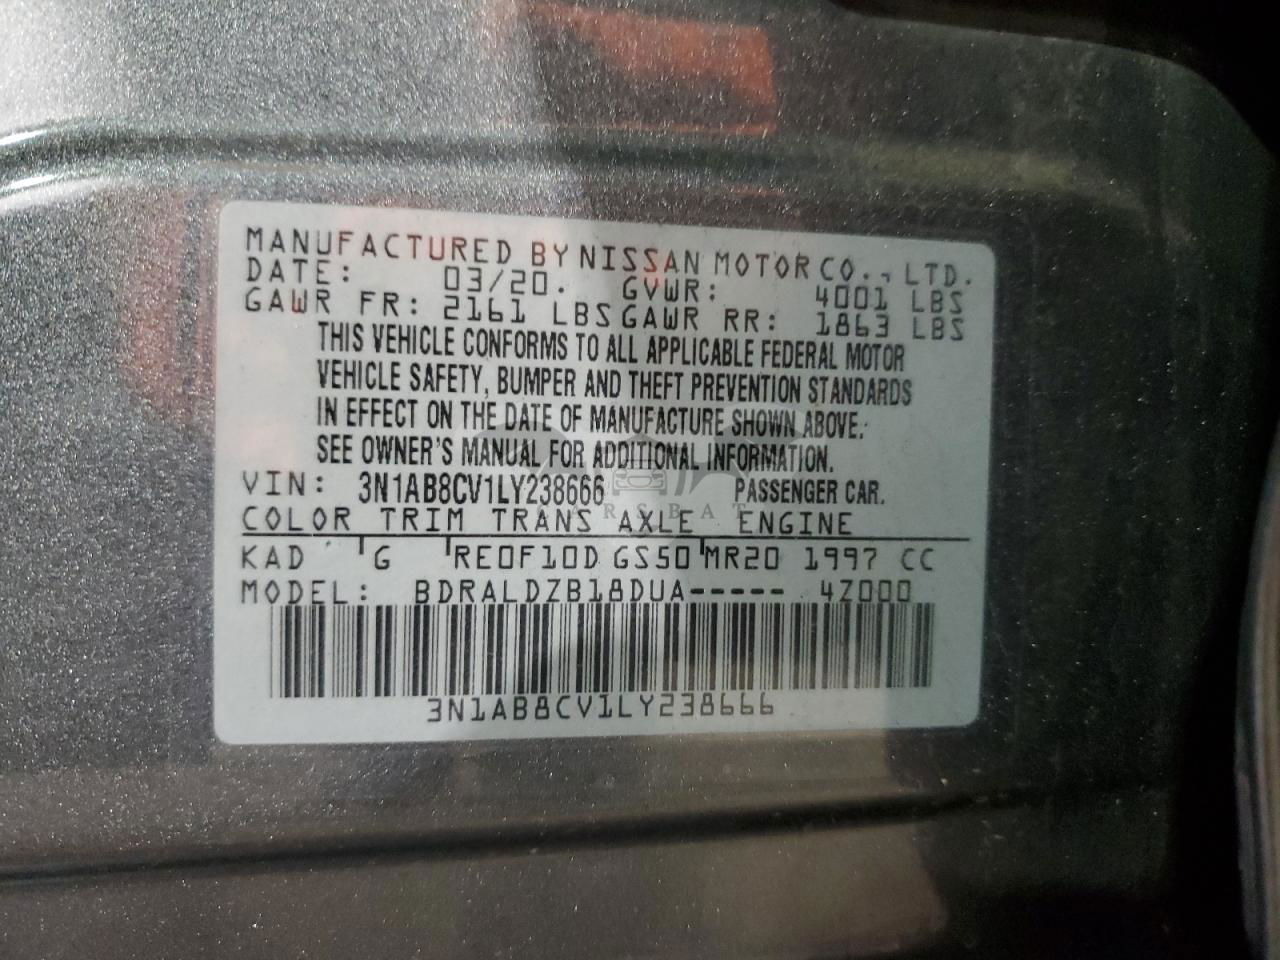 MANUFACTURED BY NISSAN MOTOR CO., LTD.
DATE: 03/20. GVWR: 4001 LBS
GAWR FR: 2161 LBS GAWR RR: 1863 LBS
THIS VEHICLE CONFORMS TO ALL APPLICABLE FEDERAL MOTOR
VEHICLE SAFETY, BUMPER AND THEFT PREVENTION STANDARDS
IN EFFECT ON THE DATE OF MANUFACTURE SHOWN ABOVE:
SEE OWNER'S MANUAL FOR ADDITIONAL INFORMATION.
VIN: 3N1AB8CV1LY238666 PASSENGER CAR.
CARSBAT
COLOR TRIM TRANS AXLE ENGINE
KAD G RE0F10D GS50 MR20 1997 CC
MODEL: BDRALDZB18DUA----- 4Z000
3N1AB8CV1LY238666